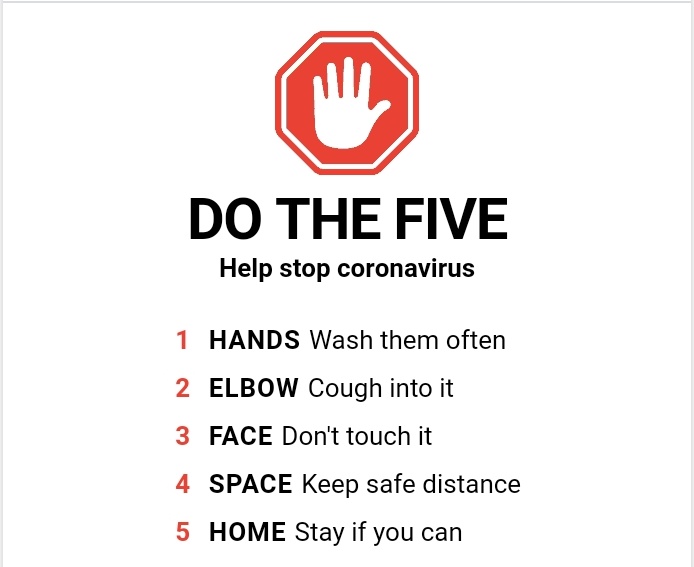 DO THE FIVE
Help stop coronavirus
1 HANDS Wash them often
2 ELBOW Cough into it
3 FACE Don't touch it
4 SPACE Keep safe distance
5 HOME Stay if you can